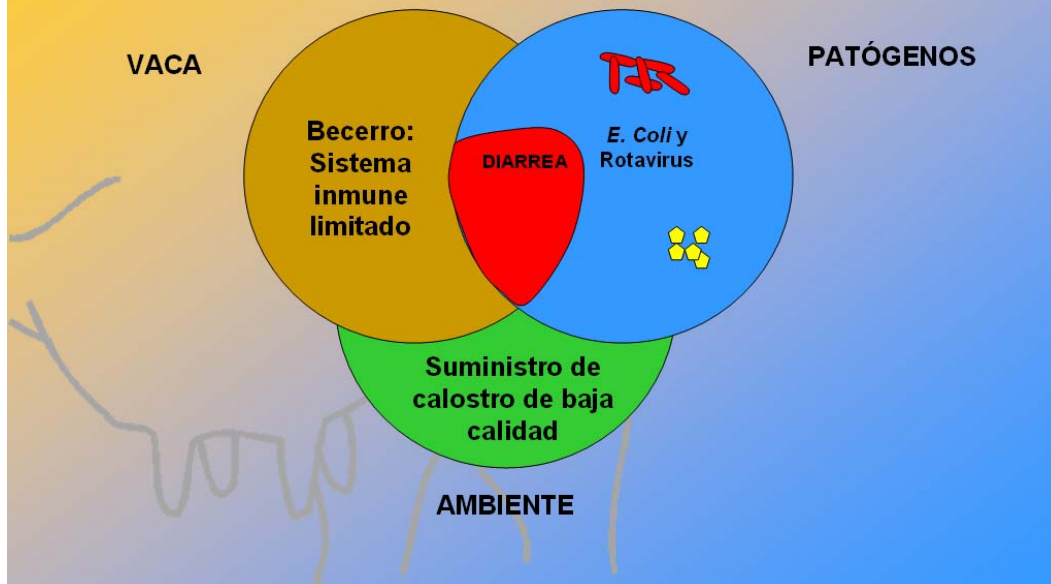 VACA
PATÓGENOS
Becerro:
Sistema
inmune
limitado
DIARREA
E. Coli y
Rotavirus
Suministro de
calostro de baja
calidad
AMBIENTE